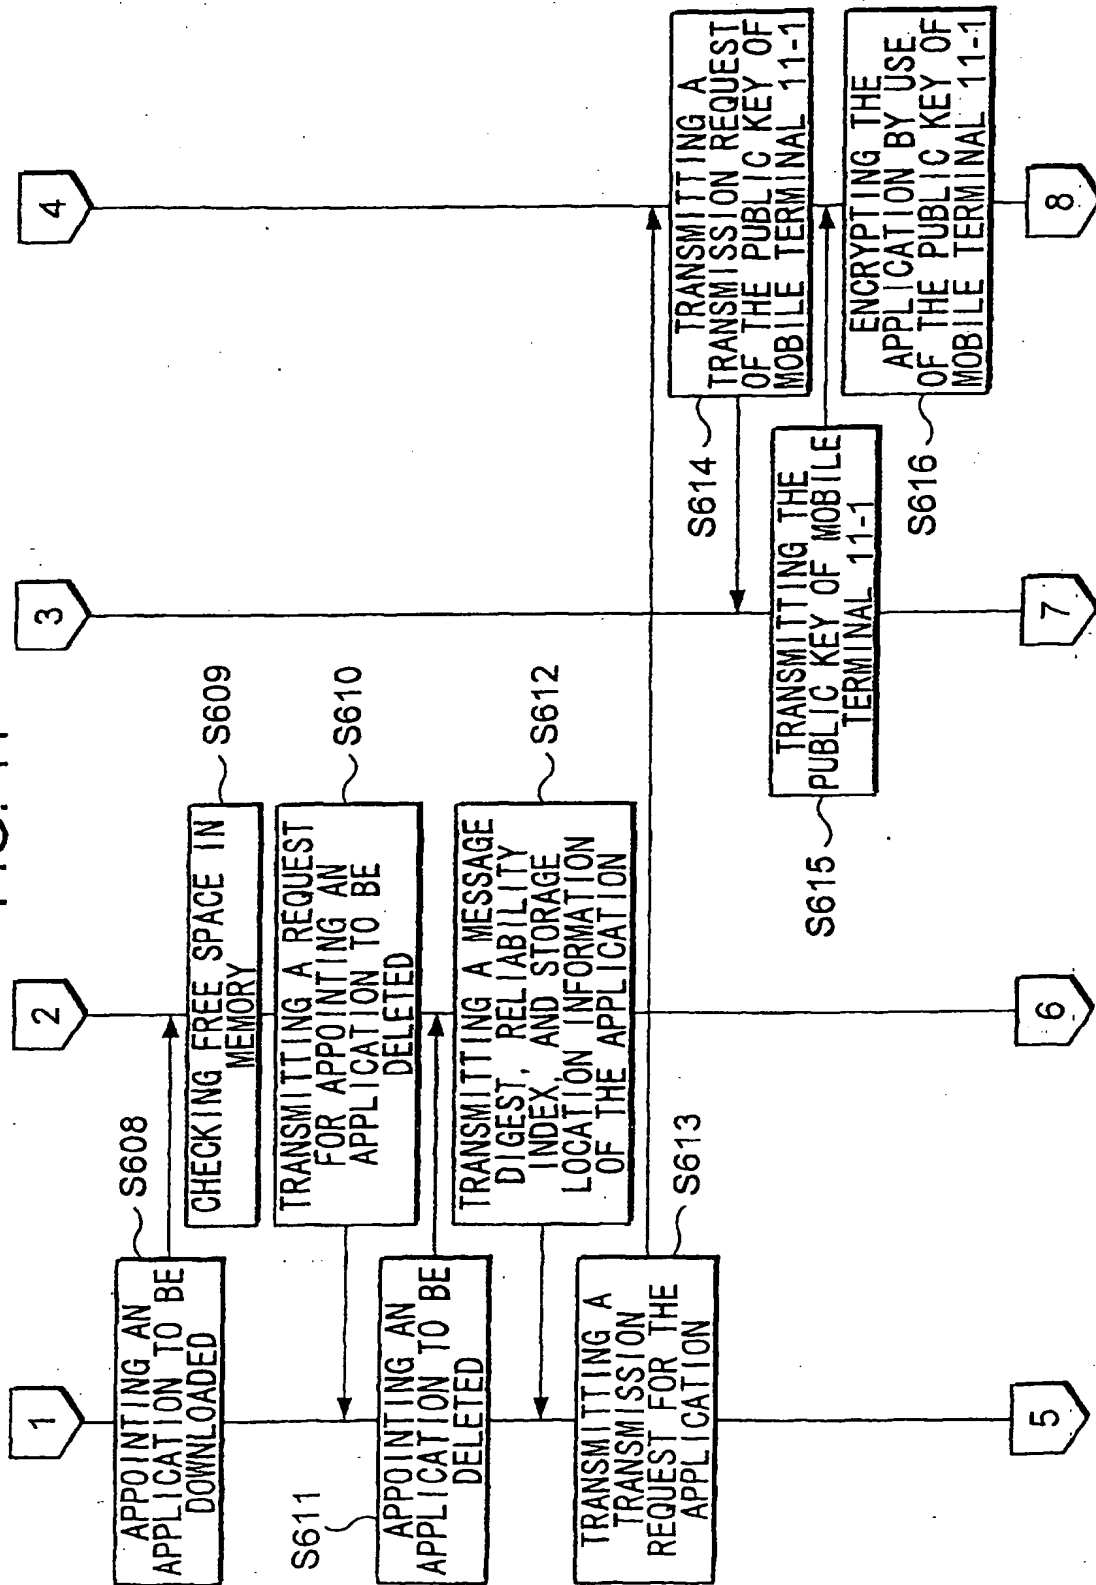 1
2
3
4
APPOINTING AN
APPLICATION TO BE
DOWNLOADED
S608
CHECKING FREE SPACE IN
MEMORY
S609
TRANSMITTING A REQUEST
FOR APPOINTING AN
APPLICATION TO BE
DELETED
S610
APPOINTING AN
APPLICATION TO BE
DELETED
S611
TRANSMITTING A MESSAGE
DIGEST, RELIABILITY
INDEX, AND STORAGE
LOCATION INFORMATION
OF THE APPLICATION
S612
TRANSMITTING A
TRANSMISSION
REQUEST FOR THE
APPLICATION
S613
TRANSMITTING A
TRANSMISSION REQUEST
OF THE PUBLIC KEY OF
MOBILE TERMINAL 11-1
S614
TRANSMITTING THE
PUBLIC KEY OF MOBILE
TERMINAL 11-1
S615
ENCRYPTING THE
APPLICATION BY USE
OF THE PUBLIC KEY OF
MOBILE TERMINAL 11-1
S616
5
6
7
8